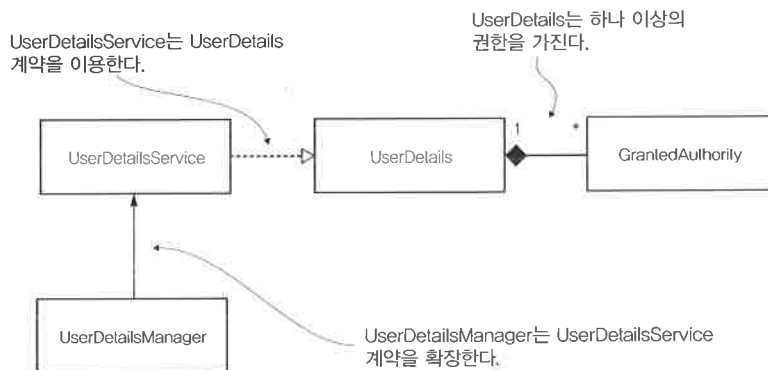 UserDetails는 하나 이상의
권한을 가진다.
UserDetailsService는 UserDetails
계약을 이용한다.
1
*
UserDetailsService
UserDetails
GrantedAuthority
UserDetailsManager
UserDetailsManager는 UserDetailsService
계약을 확장한다.